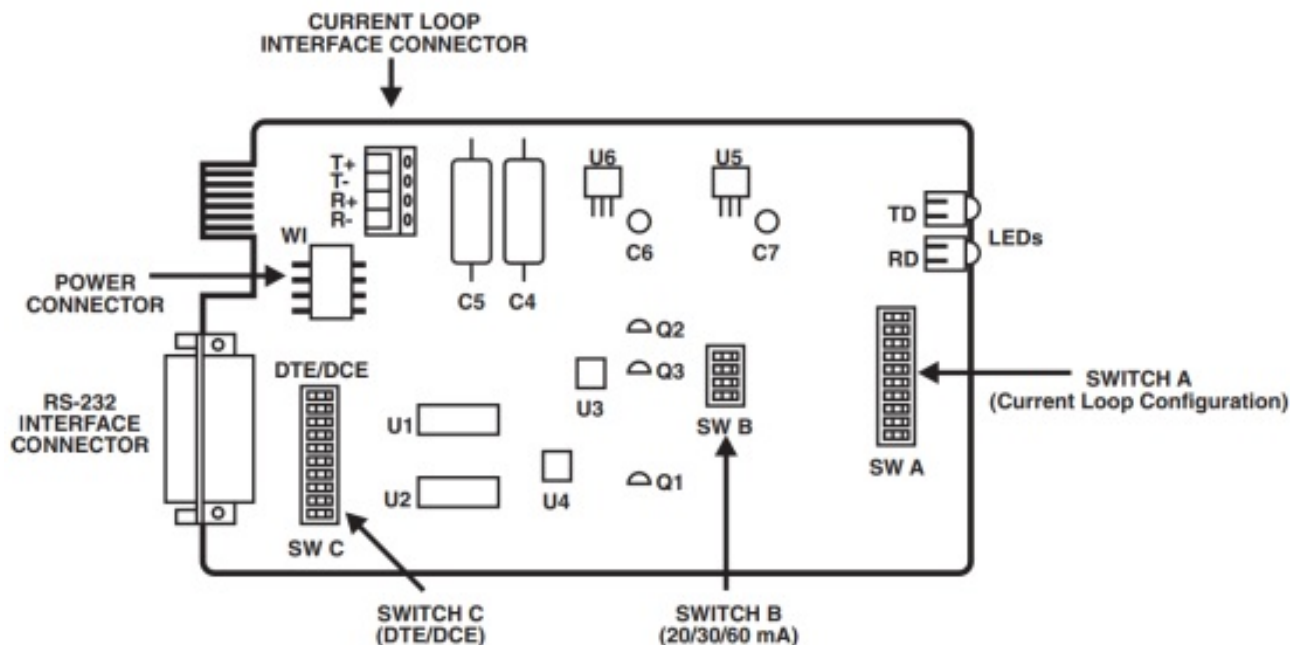 CURRENT LOOP
INTERFACE CONNECTOR
T+
T-
R+
R-
WI
U6
U5
C6
C7
TD
RD
LEDs
POWER
CONNECTOR
C5
C4
Q2
Q3
DTE/DCE
RS-232
INTERFACE
CONNECTOR
U3
SWITCH A
(Current Loop Configuration)
U1
SW B
SW A
U4
Q1
U2
SW C
SWITCH C
(DTE/DCE)
SWITCH B
(20/30/60 mA)